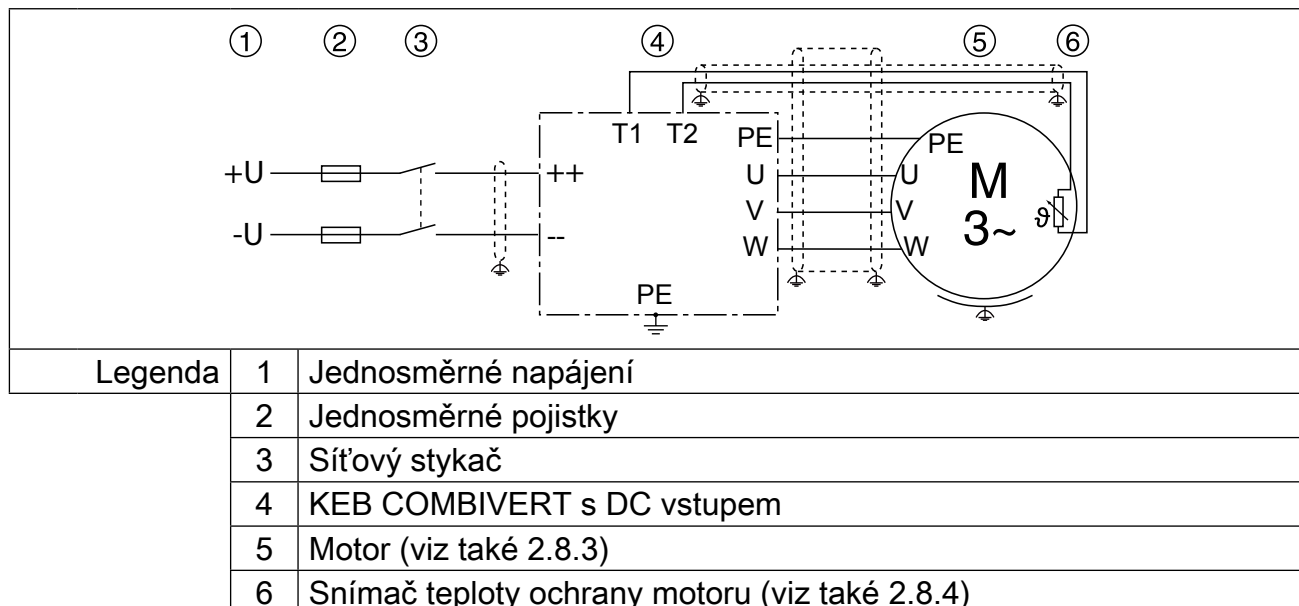 ① ② ③ ④ ⑤ ⑥
T1 T2 PE PE
+U ++ U U M
V V 3~ ϑ
-U -- W W
PE
Legenda 1 Jednosměrné napájení
2 Jednosměrné pojistky
3 Síťový stykač
4 KEB COMBIVERT s DC vstupem
5 Motor (viz také 2.8.3)
6 Snímač teploty ochrany motoru (viz také 2.8.4)